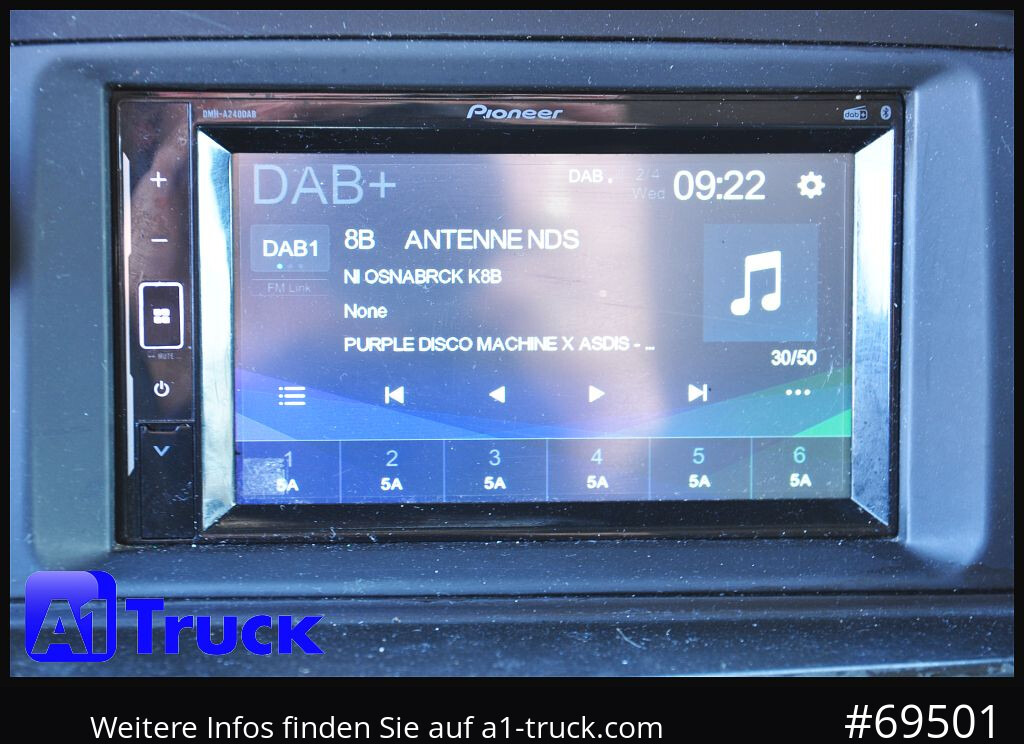 DMH-A240DAB Pioneer dab+
DAB+ DAB 2/4 Wed 09:22
DAB1 8B ANTENNE NDS
NI OSNABRCK K8B
FM Link
None
PURPLE DISCO MACHINE X ASDIS - ...
30/50
MUTE
1 2 3 4 5 6
5A 5A 5A 5A 5A 5A
A1 Truck
Weitere Infos finden Sie auf a1-truck.com #69501